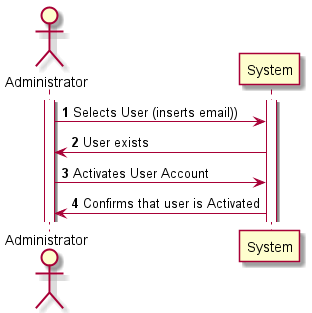 Administrator
System
1 Selects User (inserts email))
2 User exists
3 Activates User Account
4 Confirms that user is Activated
Administrator
System